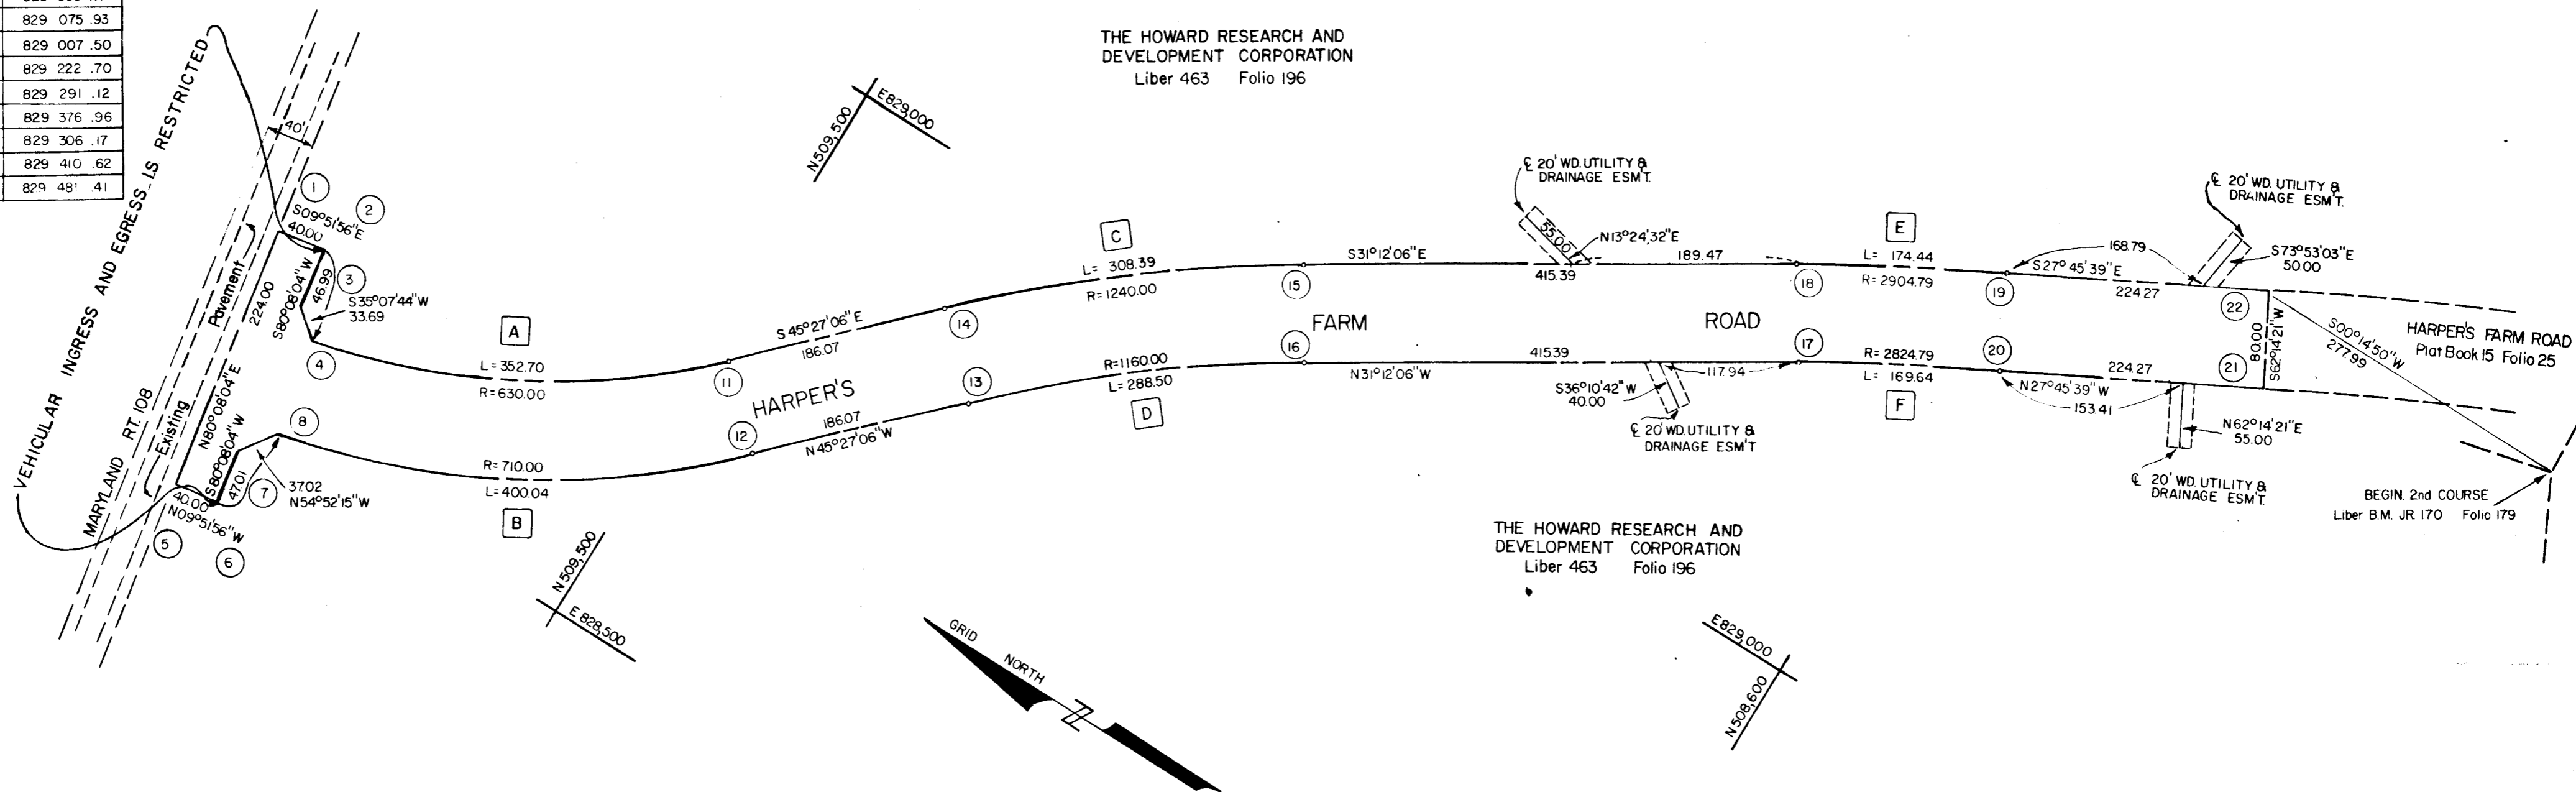 829 075 .93
829 007 .50
829 222 .70
829 291 .12
829 376 .96
829 306 .17
829 410 .62
829 481 .41
VEHICULAR INGRESS AND EGRESS IS RESTRICTED
MARYLAND RT. 108
Existing Pavement
40'
1
2
S09°51'56"E
40.00
3
S80°08'04"W
46.99
S35°07'44"W
33.69
4
224.00
N80°08'04"E
S80°08'04"W
47.01
40.00
N09°51'56"W
5
6
7
8
37.02
N54°52'15"W
A
L= 352.70
R= 630.00
R= 710.00
L= 400.04
B
11
12
S 45°27'06" E
186.07
HARPER'S
186.07
N45°27'06"W
13
14
N509,500
E829,000
N509,500
E 828,500
THE HOWARD RESEARCH AND
DEVELOPMENT CORPORATION
Liber 463 Folio 196
C
L= 308.39
R= 1240.00
R=1160.00
L= 288.50
D
15
16
S31°12'06"E
415.39
FARM
ROAD
415.39
N31°12'06"W
℄ 20' WD. UTILITY &
DRAINAGE ESM'T.
55.00
N13°24'32"E
189.47
18
17
117.94
S36°10'42"W
40.00
℄ 20' WD. UTILITY &
DRAINAGE ESM'T
E
L= 174.44
R= 2904.79
R= 2824.79
L= 169.64
F
19
20
S27°45'39"E
168.79
224.27
224.27
N27°45'39"W
153.41
℄ 20' WD. UTILITY &
DRAINAGE ESM'T.
S73°53'03"E
50.00
22
21
80.00
S62°14'21"W
N62°14'21"E
55.00
℄ 20' WD. UTILITY &
DRAINAGE ESM'T.
S00°14'50"W
277.99
HARPER'S FARM ROAD
Plat Book 15 Folio 25
BEGIN. 2nd COURSE
Liber B.M. JR 170 Folio 179
THE HOWARD RESEARCH AND
DEVELOPMENT CORPORATION
Liber 463 Folio 196
E829,000
N508,600
GRID NORTH